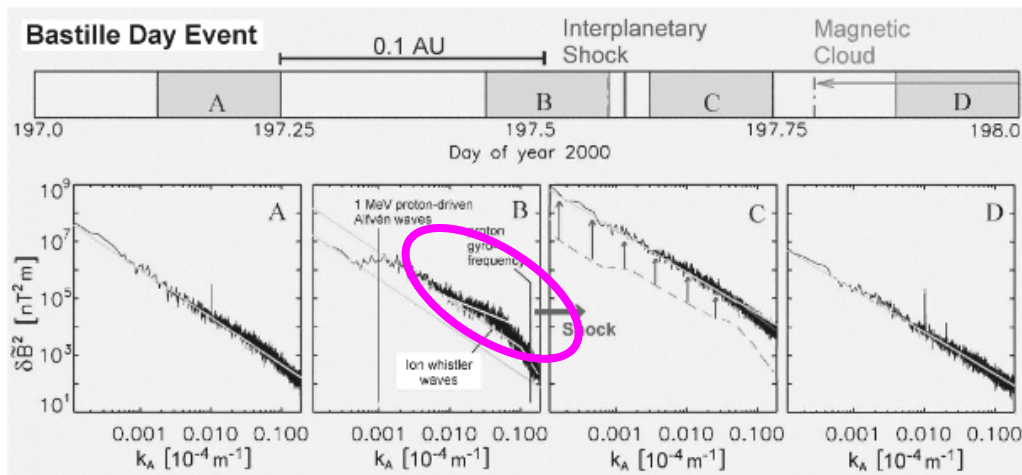 Bastille Day Event
0.1 AU
Interplanetary
Shock
Magnetic
Cloud
A
B
C
D
197.0
197.25
197.5
197.75
198.0
Day of year 2000
δB̃² [nT²m]
10⁹
10⁷
10⁵
10³
10¹
A
1 MeV proton-driven
Alfvén waves
B
proton
gyro-
frequency
Ion whistler
waves
Shock
C
D
0.001 0.010 0.100
0.001 0.010 0.100
0.001 0.010 0.100
0.001 0.010 0.100
k_A [10⁻⁴ m⁻¹]
k_A [10⁻⁴ m⁻¹]
k_A [10⁻⁴ m⁻¹]
k_A [10⁻⁴ m⁻¹]